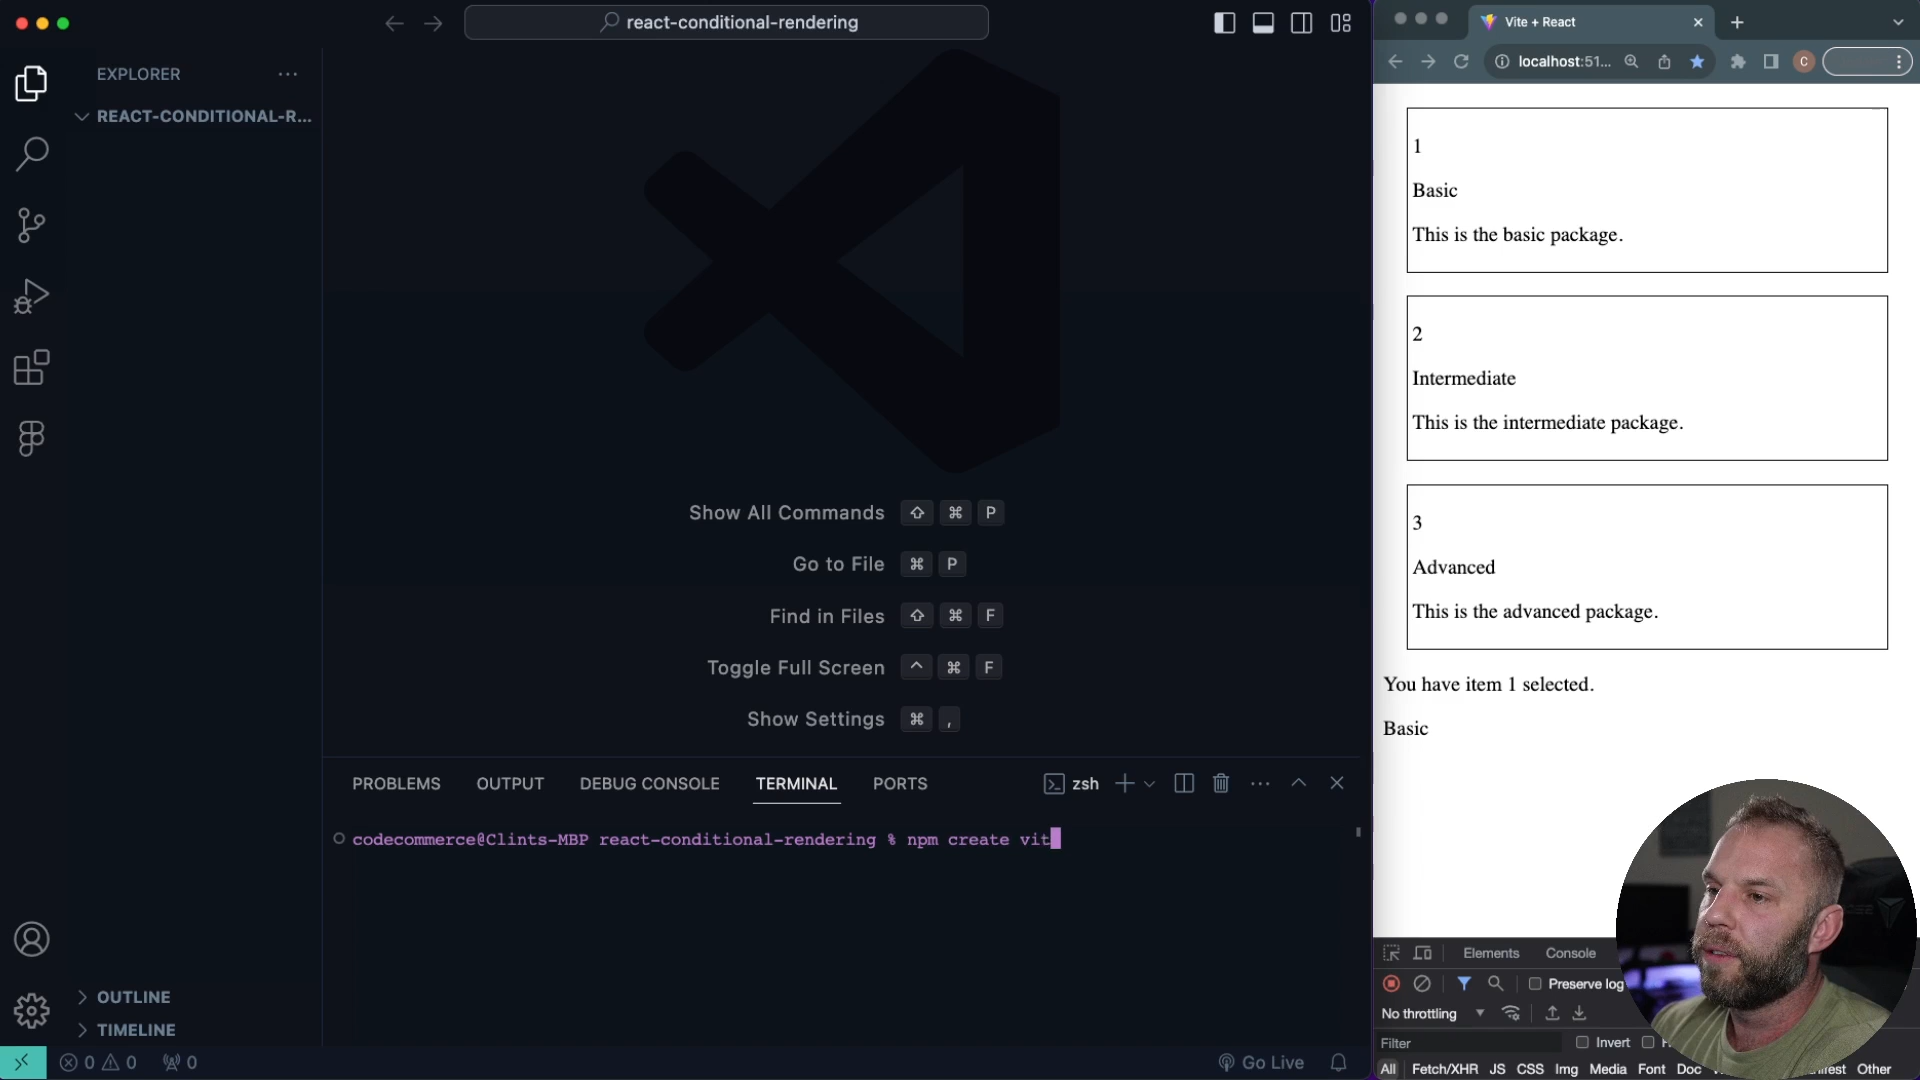 react-conditional-rendering
EXPLORER
REACT-CONDITIONAL-R...
Show All Commands ⇧ ⌘ P
Go to File ⌘ P
Find in Files ⇧ ⌘ F
Toggle Full Screen ^ ⌘ F
Show Settings ⌘ ,
PROBLEMS OUTPUT DEBUG CONSOLE TERMINAL PORTS
zsh
codecommerce@Clints-MBP react-conditional-rendering % npm create vit
OUTLINE
TIMELINE
0 0 0
Go Live
Vite + React
localhost:51...
C
1
Basic
This is the basic package.
2
Intermediate
This is the intermediate package.
3
Advanced
This is the advanced package.
You have item 1 selected.
Basic
Elements Console
Preserve log
No throttling
Filter
Invert
All Fetch/XHR JS CSS Img Media Font Doc Other